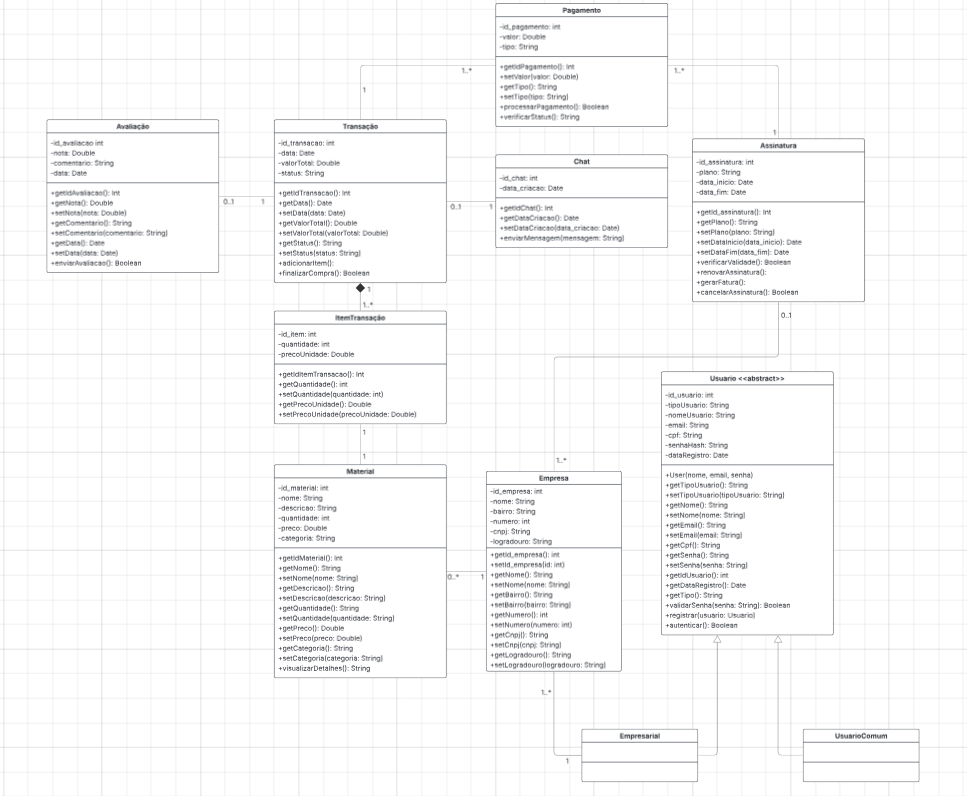 Pagamento
-id_pagamento: int
-valor: Double
-tipo: String
+getIdPagamento(): Int
+setValor(valor: Double)
+getTipo(): String
+setTipo(tipo: String)
+processarPagamento(): Boolean
+verificarStatus(): String
1..*
1..*
1
1
Avaliação
-id_avaliacao int
-nota: Double
-comentario: String
-data: Date
+getIdAvaliacao(): Int
+getNota(): Double
+setNota(nota: Double)
+getComentario(): String
+setComentario(comentario: String)
+getData(): Date
+setData(data: Date)
+enviarAvaliacao(): Boolean
0..1
1
Transação
-id_transacao: int
-data: Date
-valorTotal: Double
-status: String
+getIdTransacao(): Int
+getData(): Date
+setData(data: Date)
+getValorTotal(): Double
+setValorTotal(valorTotal: Double)
+getStatus(): String
+setStatus(status: String)
+adicionarItem():
+finalizarCompra(): Boolean
0..1
1
Chat
-id_chat: int
-data_criacao: Date
+getIdChat(): Int
+getDataCriacao(): Date
+setDataCriacao(data_criacao: Date)
+enviarMensagem(mensagem: String)
Assinatura
-id_assinatura: int
-plano: String
-data_inicio: Date
-data_fim: Date
+getId_assinatura(): Int
+getPlano(): String
+setPlano(plano: String)
+setDataInicio(data_inicio): Date
+setDataFim(data_fim): Date
+verificarValidade(): Boolean
+renovarAssinatura():
+gerarFatura():
+cancelarAssinatura(): Boolean
0..1
1
1..*
ItemTransação
-id_item: int
-quantidade: int
-precoUnidade: Double
+getIdItemTransacao(): Int
+getQuantidade(): int
+setQuantidade(quantidade: int)
+getPrecoUnidade(): Double
+setPrecoUnidade(precoUnidade: Double)
1
1
Material
-id_material: int
-nome: String
-descricao: String
-quantidade: int
-preco: Double
-categoria: String
+getIdMaterial(): Int
+getNome(): String
+setNome(nome: String)
+getDescricao(): String
+setDescricao(descricao: String)
+getQuantidade(): String
+setQuantidade(quantidade: String)
+getPreco(): Double
+setPreco(preco: Double)
+getCategoria(): String
+setCategoria(categoria: String)
+visualizarDetalhes(): String
0..*
1
1..*
Empresa
-id_empresa: int
-nome: String
-bairro: String
-numero: int
-cnpj: String
-logradouro: String
+getId_empresa(): int
+setId_empresa(id: int)
+getNome(): String
+setNome(nome: String)
+getBairro(): String
+setBairro(bairro: String)
+getNumero(): int
+setNumero(numero: int)
+getCnpj(): String
+setCnpj(cnpj: String)
+getLogradouro(): String
+setLogradouro(logradouro: String)
1..*
1
Usuario <<abstract>>
-id_usuario: int
-tipoUsuario: String
-nomeUsuario: String
-email: String
-cpf: String
-senhaHash: String
-dataRegistro: Date
+User(nome, email, senha)
+getTipoUsuario(): String
+setTipoUsuario(tipoUsuario: String)
+getNome(): String
+setNome(nome: String)
+getEmail(): String
+setEmail(email: String)
+getCpf(): String
+getSenha(): String
+setSenha(senha: String)
+getIdUsuario(): int
+getDataRegistro(): Date
+getTipo(): String
+validarSenha(senha: String): Boolean
+registrar(usuario: Usuario)
+autenticar(): Boolean
Empresarial
UsuarioComum